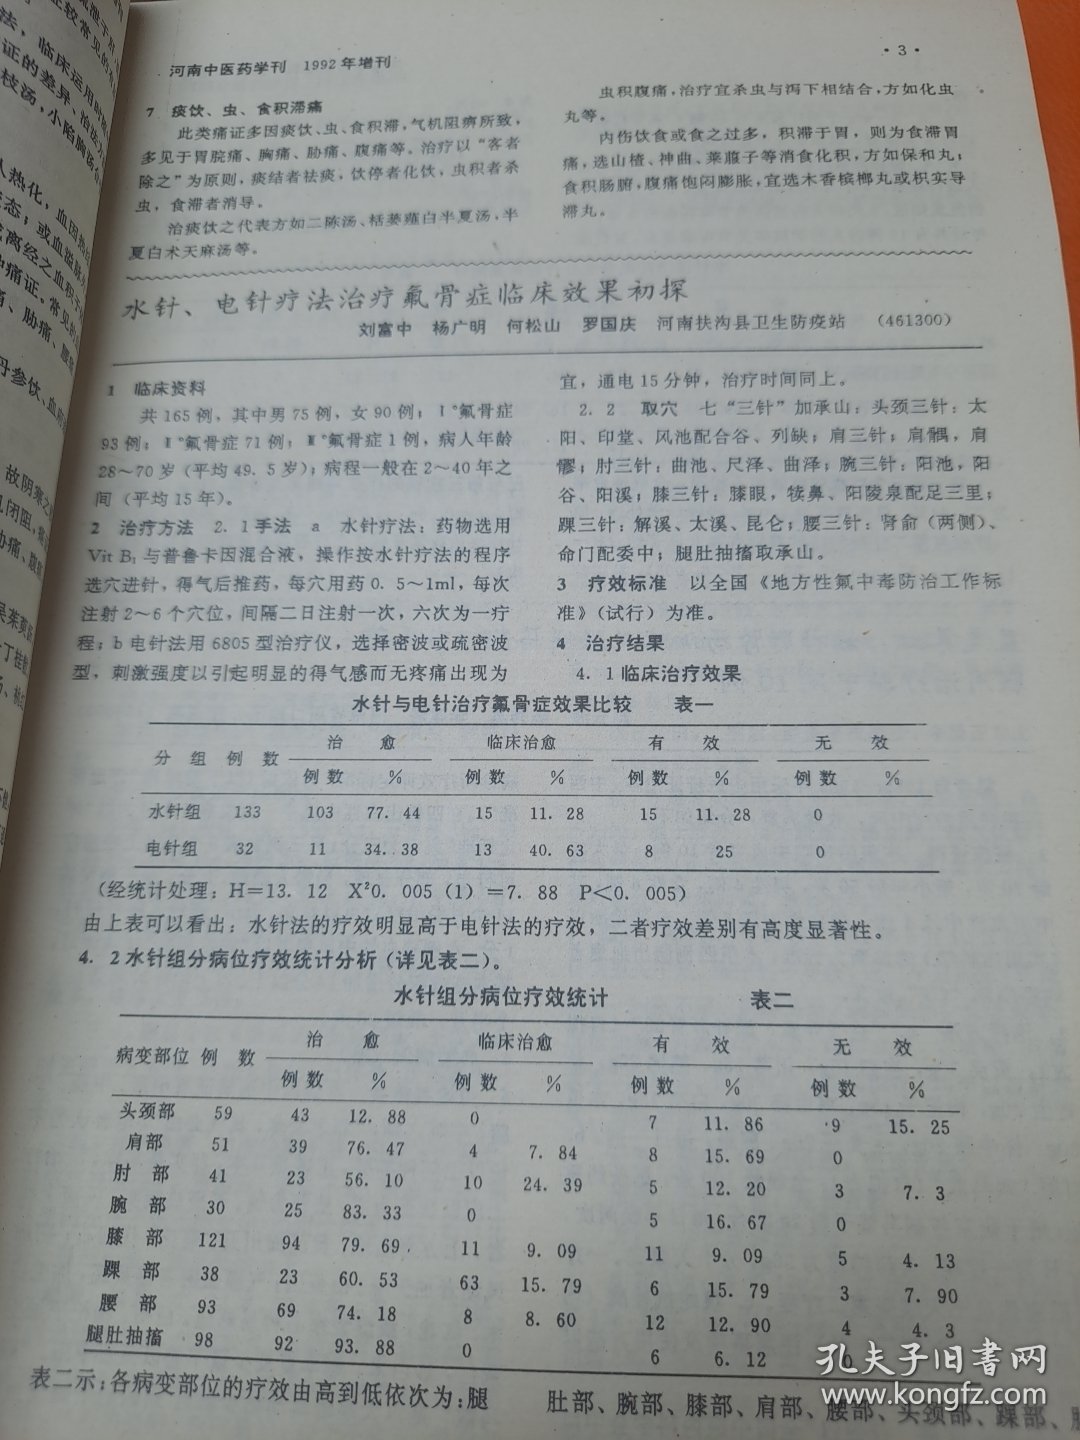 河南中医药学刊 1992年增刊
·3·
7 痰饮、虫、食积滞痛
此类痛证多因痰饮、虫、食积滞,气机阻痹所致,
多见于胃脘痛、胸痛、胁痛、腹痛等。治疗以“客者
除之”为原则,痰结者祛痰,饮停者化饮,虫积者杀
虫,食滞者消导。
治痰饮之代表方如二陈汤、栝蒌薤白半夏汤,半
夏白术天麻汤等。
虫积腹痛,治疗宜杀虫与泻下相结合,方如化虫
丸等。
内伤饮食或食之过多,积滞于胃,则为食滞胃
痛,选山楂、神曲、莱菔子等消食化积,方如保和丸;
食积肠腑,腹痛饱闷膨胀,宜选木香槟榔丸或枳实导
滞丸。
水针、电针疗法治疗氟骨症临床效果初探
刘富中 杨广明 何松山 罗国庆 河南扶沟县卫生防疫站 (461300)
1 临床资料
共165例,其中男75例,女90例;Ⅰ°氟骨症
93例;Ⅱ°氟骨症71例;Ⅲ°氟骨症1例,病人年龄
28~70岁(平均49.5岁);病程一般在2~40年之
间(平均15年)。
2 治疗方法 2.1手法 a 水针疗法:药物选用
Vit B₁与普鲁卡因混合液,操作按水针疗法的程序
选穴进针,得气后推药,每穴用药0.5~1ml,每次
注射2~6个穴位,间隔二日注射一次,六次为一疗
程;b电针法用6805型治疗仪,选择密波或疏密波
型,刺激强度以引起明显的得气感而无疼痛出现为
宜,通电15分钟,治疗时间同上。
2.2 取穴 七“三针”加承山:头颈三针:太
阳、印堂、风池配合谷、列缺;肩三针:肩髃,肩
髎;肘三针:曲池、尺泽、曲泽;腕三针:阳池,阳
谷、阳溪;膝三针:膝眼,犊鼻、阳陵泉配足三里;
踝三针:解溪、太溪、昆仑;腰三针:肾俞(两侧)、
命门配委中;腿肚抽搐取承山。
3 疗效标准 以全国《地方性氟中毒防治工作标
准》(试行)为准。
4 治疗结果
4.1临床治疗效果
水针与电针治疗氟骨症效果比较 表一
分组 例数 治愈 临床治愈 有效 无效
例数 % 例数 % 例数 % 例数 %
水针组 133 103 77.44 15 11.28 15 11.28 0
电针组 32 11 34.38 13 40.63 8 25 0
(经统计处理:H=13.12 X²0.005(1)=7.88 P<0.005)
由上表可以看出:水针法的疗效明显高于电针法的疗效,二者疗效差别有高度显著性。
4.2水针组分病位疗效统计分析(详见表二)。
水针组分病位疗效统计 表二
病变部位 例数 治愈 临床治愈 有效 无效
例数 % 例数 % 例数 % 例数 %
头颈部 59 43 12.88 0 7 11.86 9 15.25
肩部 51 39 76.47 4 7.84 8 15.69 0
肘部 41 23 56.10 10 24.39 5 12.20 3 7.3
腕部 30 25 83.33 0 5 16.67 0
膝部 121 94 79.69 11 9.09 11 9.09 5 4.13
踝部 38 23 60.53 63 15.79 6 15.79 3 7.90
腰部 93 69 74.18 8 8.60 12 12.90 4 4.3
腿肚抽搐 98 92 93.88 0 6 6.12 0
表二示:各病变部位的疗效由高到低依次为:腿 肚部、腕部、膝部、肩部、腰部、头颈部、踝部、
孔夫子旧书网
www.kongfz.com